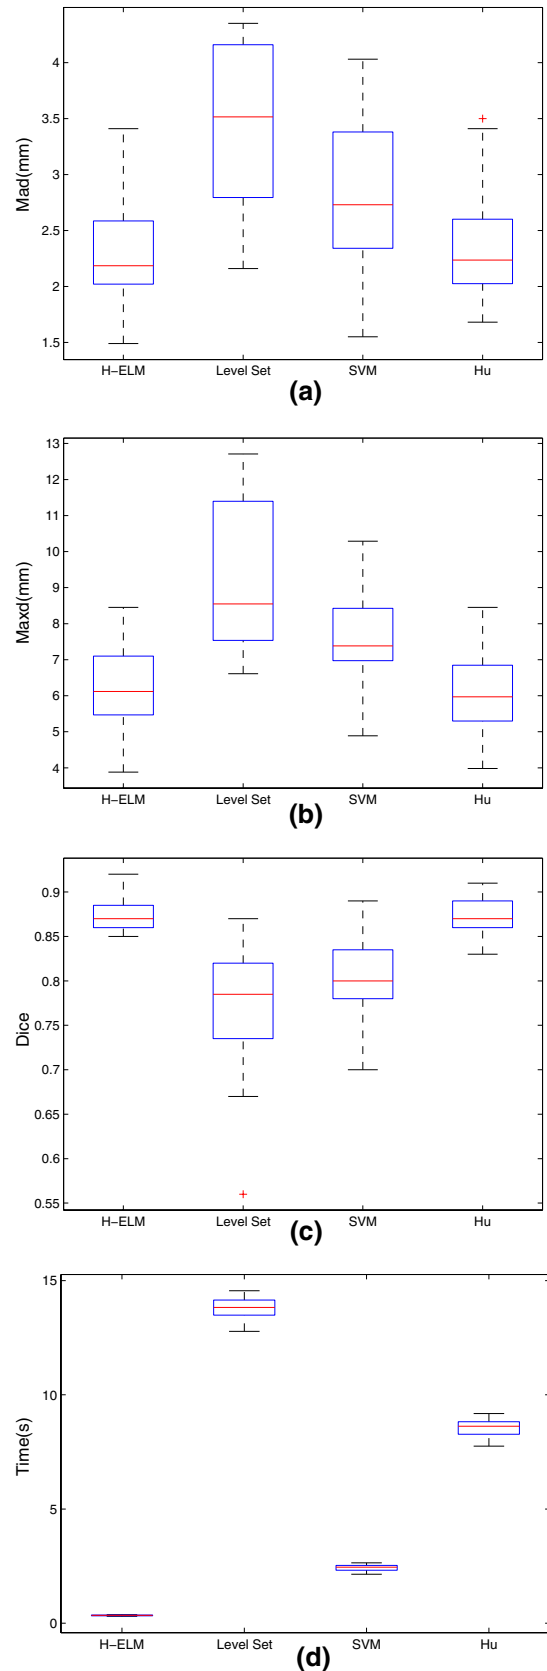 4
3.5
3
2.5
2
1.5
Mad(mm)
H-ELM Level Set SVM Hu
(a)
13
12
11
10
9
8
7
6
5
4
Maxd(mm)
H-ELM Level Set SVM Hu
(b)
0.9
0.85
0.8
0.75
0.7
0.65
0.6
0.55
Dice
H-ELM Level Set SVM Hu
(c)
15
10
5
0
Time(s)
H-ELM Level Set SVM Hu
(d)